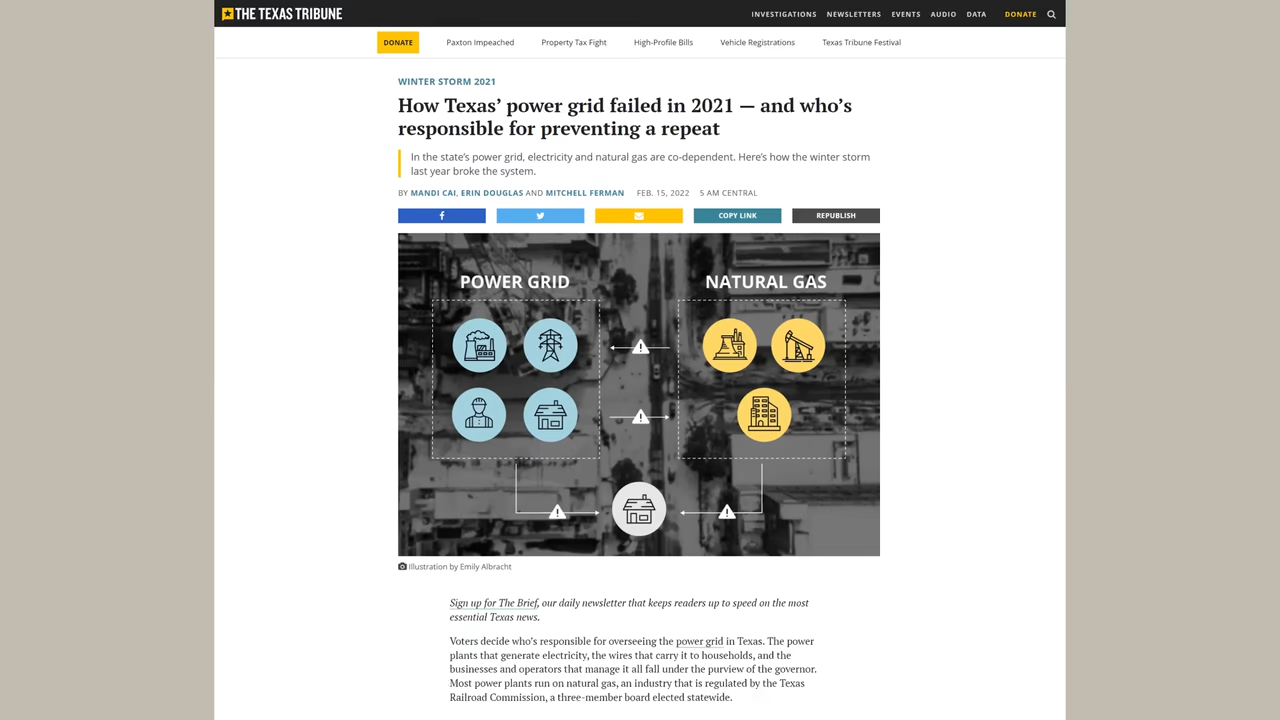 THE TEXAS TRIBUNE
INVESTIGATIONS NEWSLETTERS EVENTS AUDIO DATA DONATE
DONATE Paxton Impeached Property Tax Fight High-Profile Bills Vehicle Registrations Texas Tribune Festival
WINTER STORM 2021
How Texas’ power grid failed in 2021 — and who’s
responsible for preventing a repeat
In the state’s power grid, electricity and natural gas are co-dependent. Here’s how the winter storm
last year broke the system.
BY MANDI CAI, ERIN DOUGLAS AND MITCHELL FERMAN FEB. 15, 2022 5 AM CENTRAL
COPY LINK REPUBLISH
POWER GRID NATURAL GAS
Illustration by Emily Albracht
Sign up for The Brief, our daily newsletter that keeps readers up to speed on the most
essential Texas news.
Voters decide who’s responsible for overseeing the power grid in Texas. The power
plants that generate electricity, the wires that carry it to households, and the
businesses and operators that manage it all fall under the purview of the governor.
Most power plants run on natural gas, an industry that is regulated by the Texas
Railroad Commission, a three-member board elected statewide.